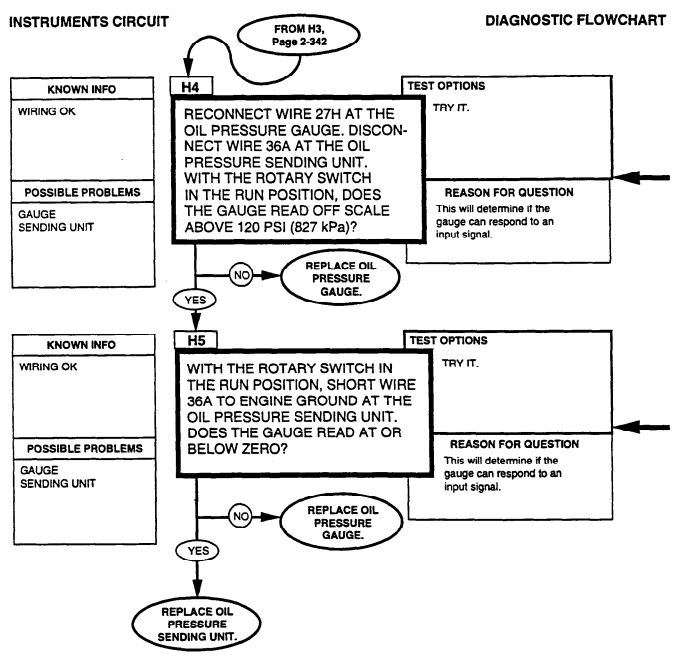 INSTRUMENTS CIRCUIT
DIAGNOSTIC FLOWCHART
FROM H3,
Page 2-342
H4
KNOWN INFO
WIRING OK
POSSIBLE PROBLEMS
GAUGE
SENDING UNIT
RECONNECT WIRE 27H AT THE
OIL PRESSURE GAUGE. DISCON-
NECT WIRE 36A AT THE OIL
PRESSURE SENDING UNIT.
WITH THE ROTARY SWITCH
IN THE RUN POSITION, DOES
THE GAUGE READ OFF SCALE
ABOVE 120 PSI (827 kPa)?
TEST OPTIONS
TRY IT.
REASON FOR QUESTION
This will determine if the
gauge can respond to an
input signal.
NO
REPLACE OIL
PRESSURE
GAUGE.
YES
H5
KNOWN INFO
WIRING OK
POSSIBLE PROBLEMS
GAUGE
SENDING UNIT
WITH THE ROTARY SWITCH IN
THE RUN POSITION, SHORT WIRE
36A TO ENGINE GROUND AT THE
OIL PRESSURE SENDING UNIT.
DOES THE GAUGE READ AT OR
BELOW ZERO?
TEST OPTIONS
TRY IT.
REASON FOR QUESTION
This will determine if the
gauge can respond to an
input signal.
NO
REPLACE OIL
PRESSURE
GAUGE.
YES
REPLACE OIL
PRESSURE
SENDING UNIT.